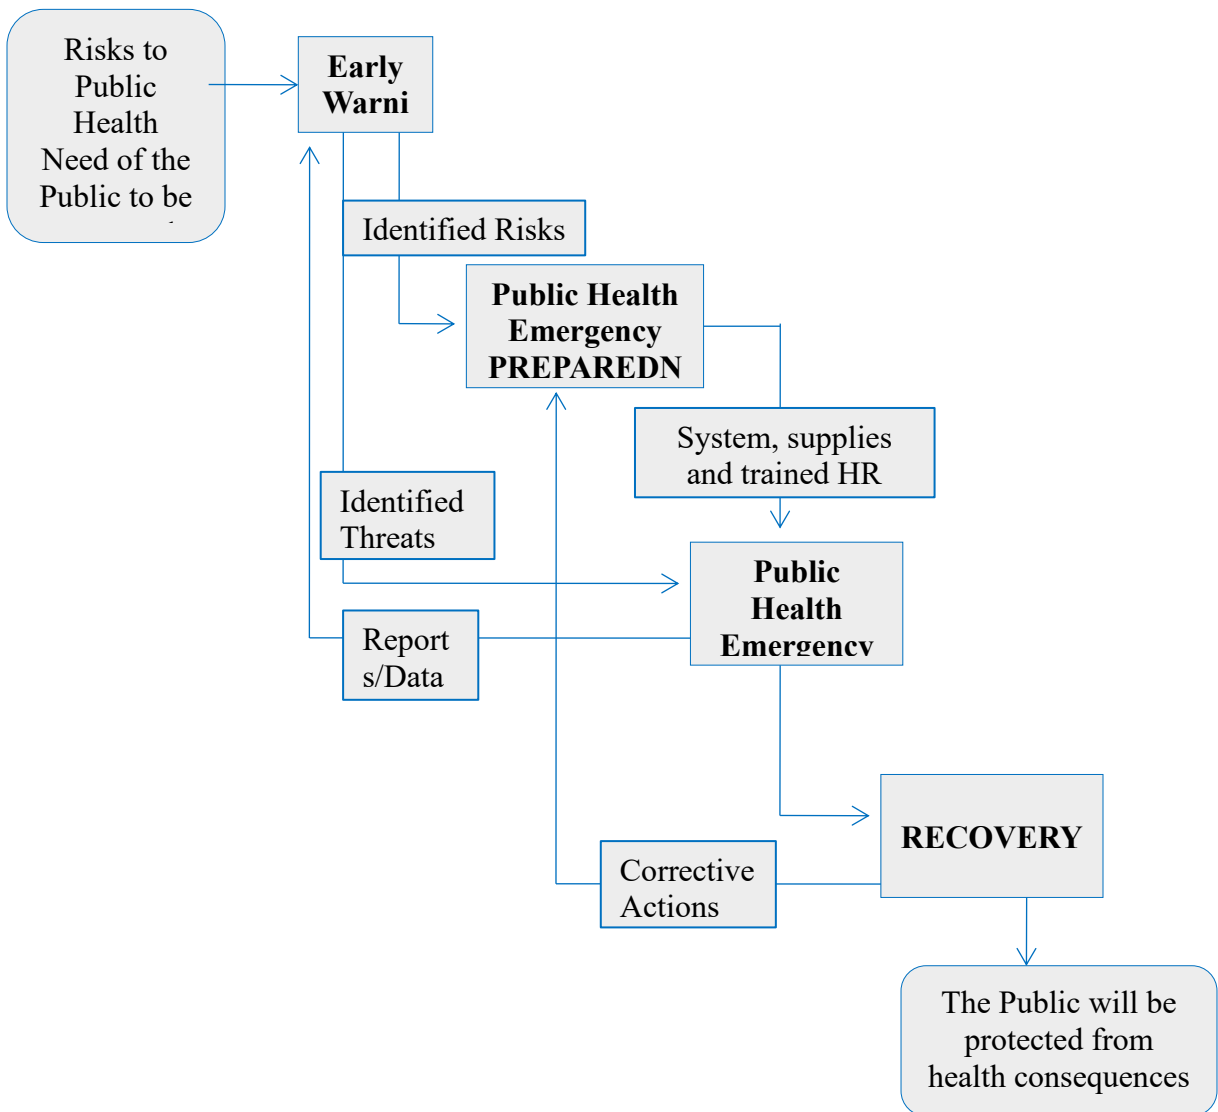 Risks to
Public
Health
Need of the
Public to be
Early
Warni
Identified Risks
Public Health
Emergency
PREPAREDN
System, supplies
and trained HR
Identified
Threats
Public
Health
Emergency
Report
s/Data
RECOVERY
Corrective
Actions
The Public will be
protected from
health consequences